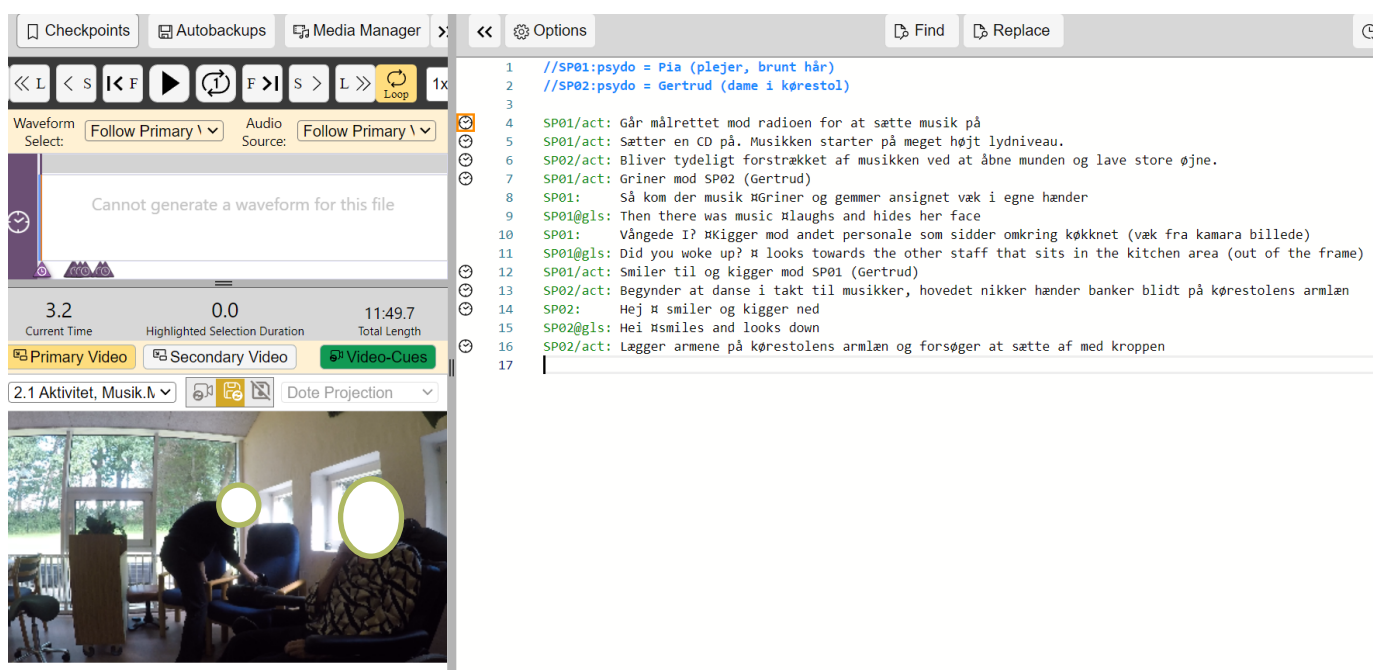 Checkpoints Autobackups Media Manager
Options Find Replace
L S F 1 F S L Loop 1x
Waveform Select: Follow Primary Audio Source: Follow Primary
Cannot generate a waveform for this file
3.2 0.0 11:49.7
Current Time Highlighted Selection Duration Total Length
Primary Video Secondary Video Video-Cues
2.1 Aktivitet, Musik. Dote Projection
1 //SP01:psydo = Pia (plejer, brunt hår)
2 //SP02:psydo = Gertrud (dame i kørestol)
3
4 SP01/act: Går målrettet mod radioen for at sætte musik på
5 SP01/act: Sætter en CD på. Musikken starter på meget højt lydniveau.
6 SP02/act: Bliver tydeligt forstrækket af musikken ved at åbne munden og lave store øjne.
7 SP01/act: Griner mod SP02 (Gertrud)
8 SP01: Så kom der musik ¤Griner og gemmer ansignet væk i egne hænder
9 SP01@gls: Then there was music ¤laughs and hides her face
10 SP01: Vångede I? ¤Kigger mod andet personale som sidder omkring køkknet (væk fra kamara billede)
11 SP01@gls: Did you woke up? ¤ looks towards the other staff that sits in the kitchen area (out of the frame)
12 SP01/act: Smiler til og kigger mod SP01 (Gertrud)
13 SP02/act: Begynder at danse i takt til musikker, hovedet nikker hænder banker blidt på kørestolens armlæn
14 SP02: Hej ¤ smiler og kigger ned
15 SP02@gls: Hei ¤smiles and looks down
16 SP02/act: Lægger armene på kørestolens armlæn og forsøger at sætte af med kroppen
17